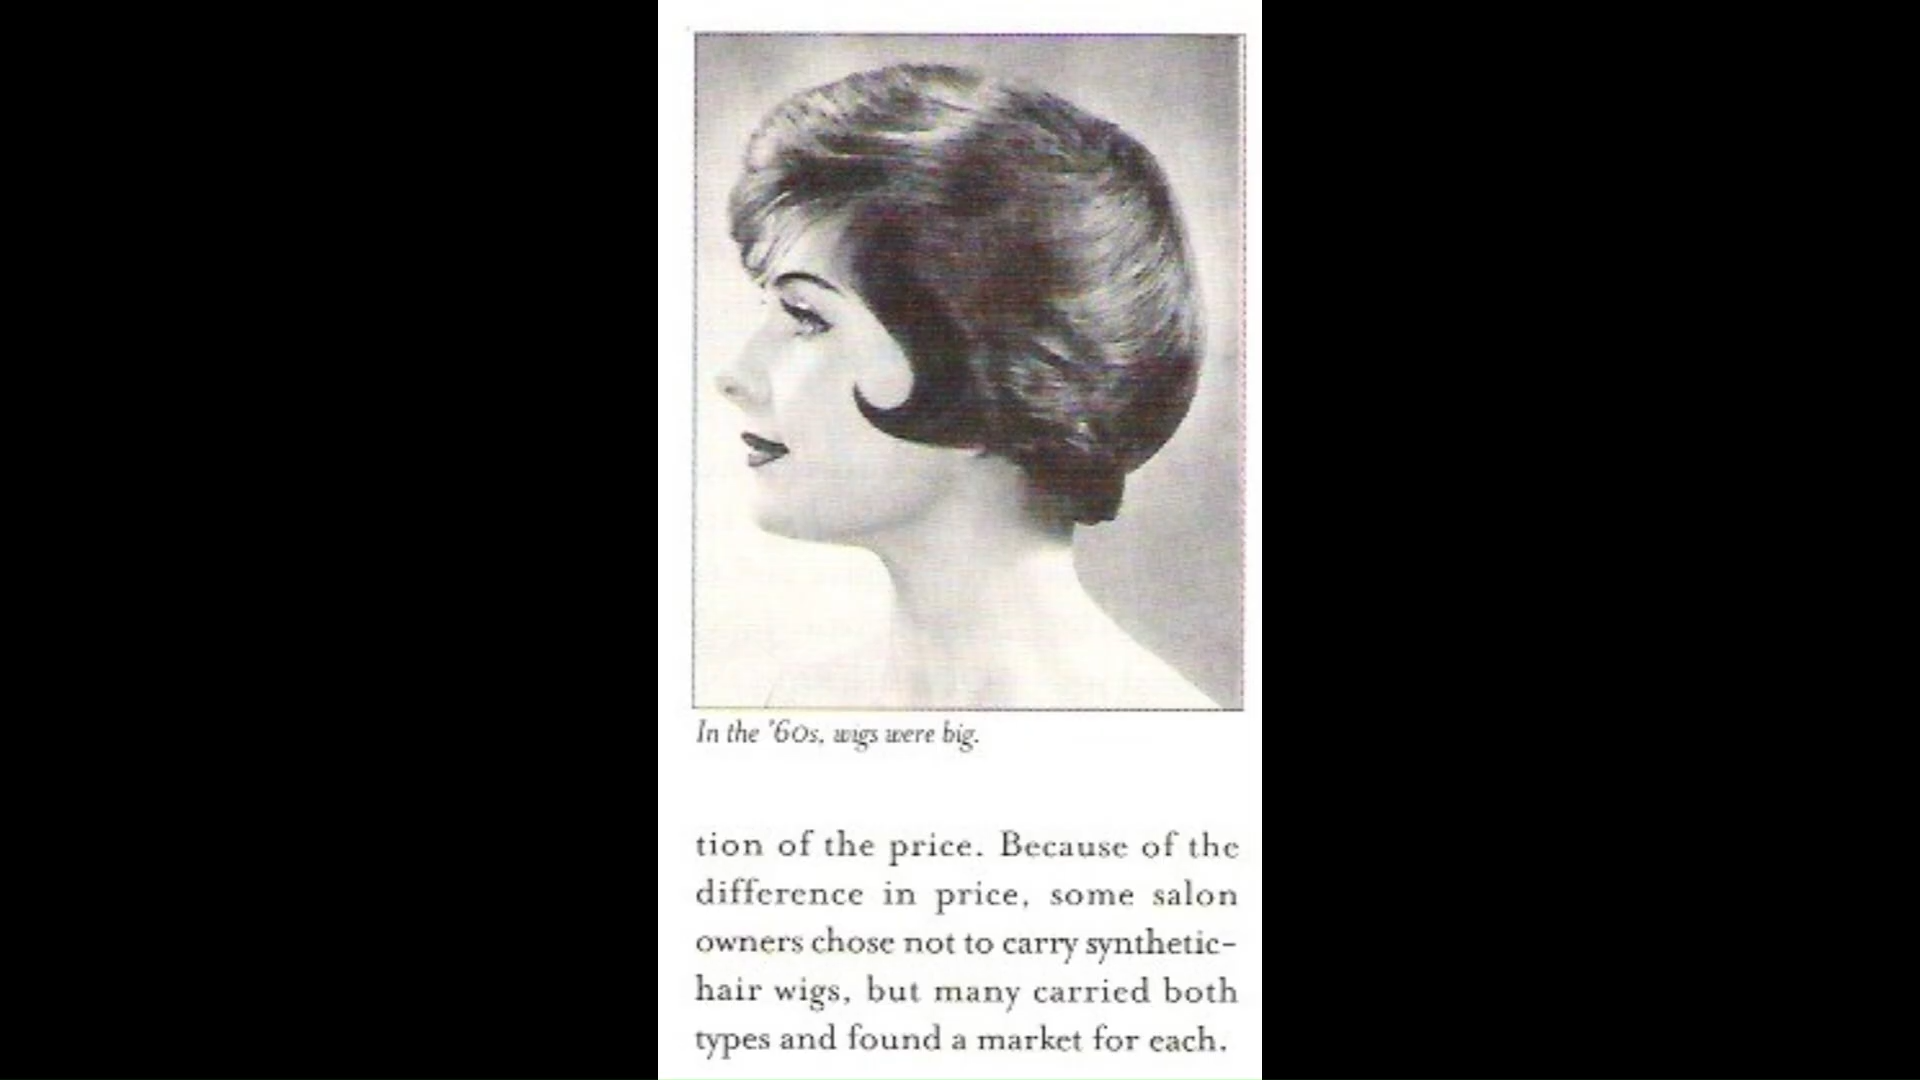 In the '60s, wigs were big.
tion of the price. Because of the
difference in price, some salon
owners chose not to carry synthetic-
hair wigs, but many carried both
types and found a market for each.